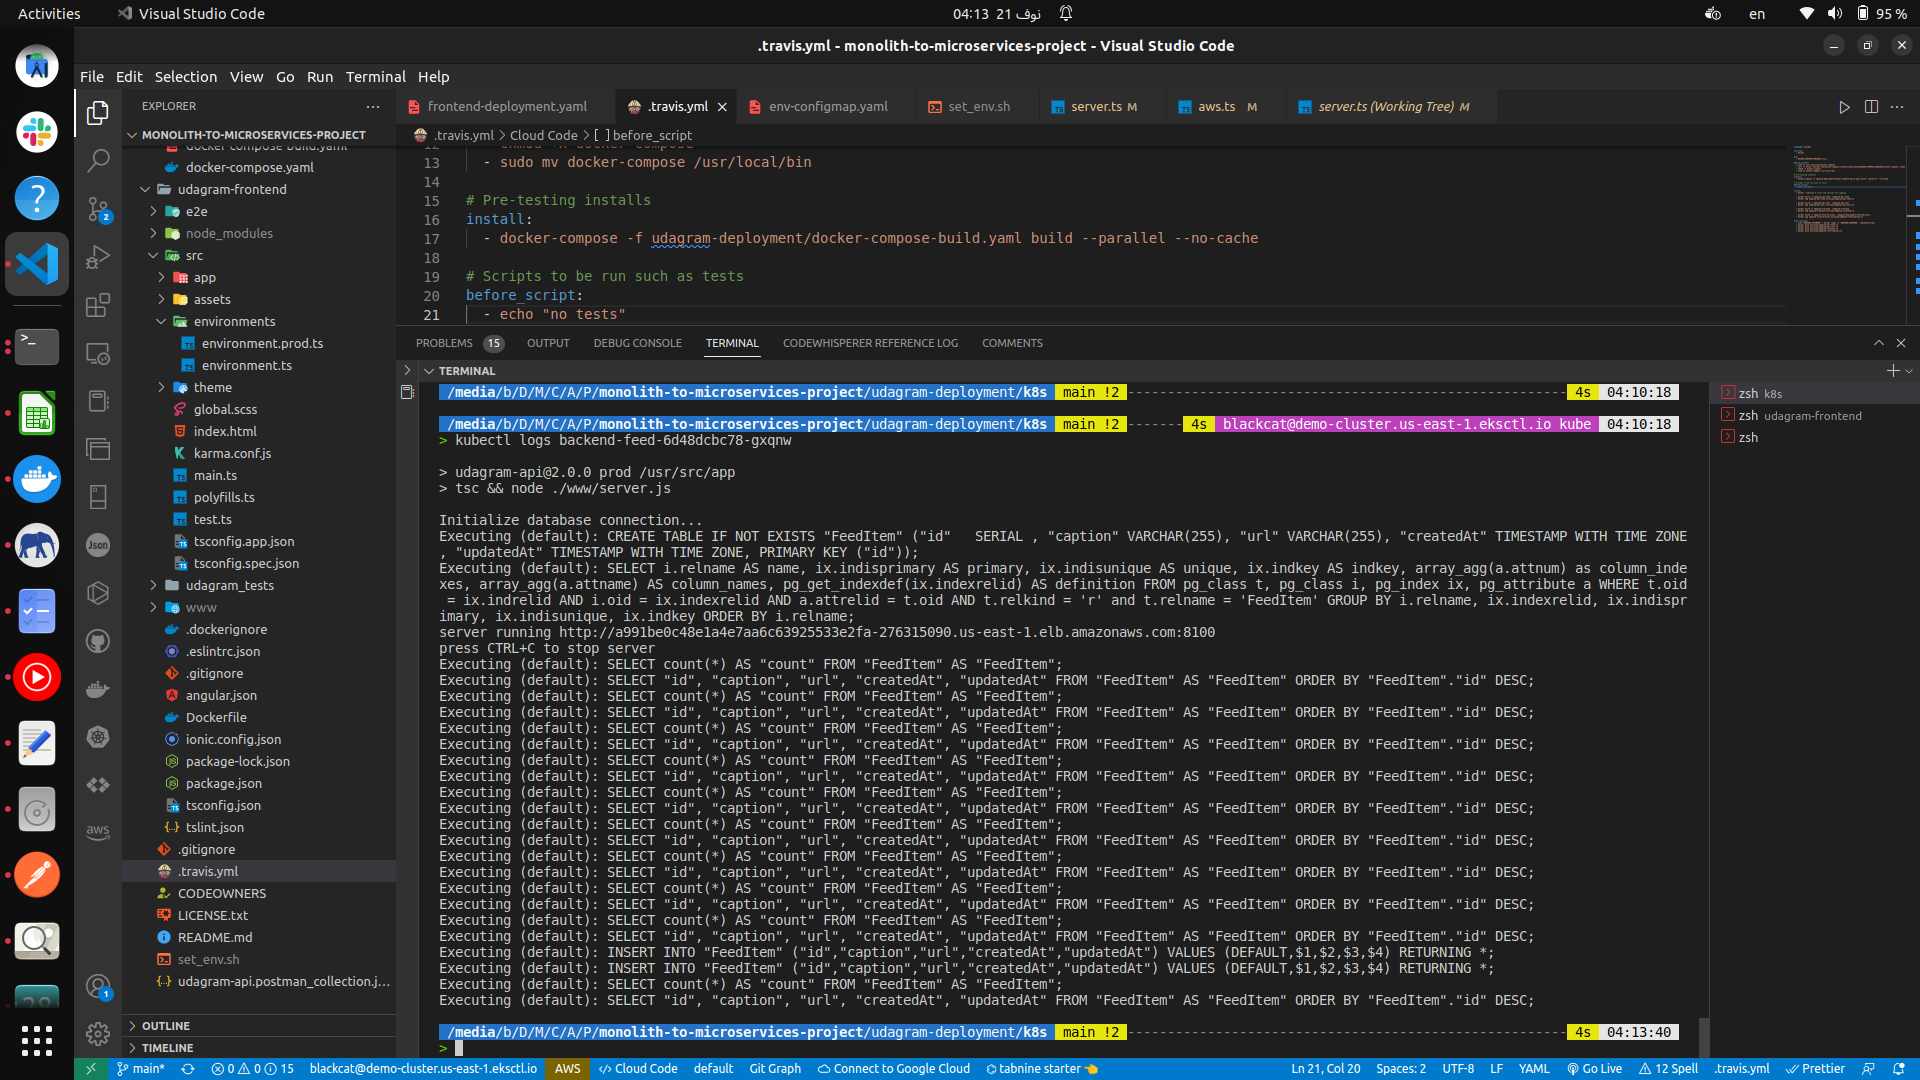 Activities
Visual Studio Code
04:13 21 نوف
en
95 %
.travis.yml - monolith-to-microservices-project - Visual Studio Code
File Edit Selection View Go Run Terminal Help
EXPLORER
frontend-deployment.yaml
.travis.yml
env-configmap.yaml
set_env.sh
server.ts M
aws.ts M
server.ts (Working Tree) M
MONOLITH-TO-MICROSERVICES-PROJECT
docker-compose-build.yaml
docker-compose.yaml
udagram-frontend
e2e
node_modules
src
app
assets
environments
environment.prod.ts
environment.ts
theme
global.scss
index.html
karma.conf.js
main.ts
polyfills.ts
test.ts
tsconfig.app.json
tsconfig.spec.json
udagram_tests
www
.dockerignore
.eslintrc.json
.gitignore
angular.json
Dockerfile
ionic.config.json
package-lock.json
package.json
tsconfig.json
tslint.json
.gitignore
.travis.yml
CODEOWNERS
LICENSE.txt
README.md
set_env.sh
udagram-api.postman_collection.j...
OUTLINE
TIMELINE
.travis.yml > Cloud Code > [ ] before_script
12 - chmod +x docker-compose
13 - sudo mv docker-compose /usr/local/bin
14
15 # Pre-testing installs
16 install:
17 - docker-compose -f udagram-deployment/docker-compose-build.yaml build --parallel --no-cache
18
19 # Scripts to be run such as tests
20 before_script:
21 - echo "no tests"
PROBLEMS 15 OUTPUT DEBUG CONSOLE TERMINAL CODEWHISPERER REFERENCE LOG COMMENTS
TERMINAL
/media/b/D/M/C/A/P/monolith-to-microservices-project/udagram-deployment/k8s main !2 4s 04:10:18
/media/b/D/M/C/A/P/monolith-to-microservices-project/udagram-deployment/k8s main !2 4s blackcat@demo-cluster.us-east-1.eksctl.io kube 04:10:18
> kubectl logs backend-feed-6d48dcbc78-gxqnw
> udagram-api@2.0.0 prod /usr/src/app
> tsc && node ./www/server.js
Initialize database connection...
Executing (default): CREATE TABLE IF NOT EXISTS "FeedItem" ("id"   SERIAL , "caption" VARCHAR(255), "url" VARCHAR(255), "createdAt" TIMESTAMP WITH TIME ZONE
, "updatedAt" TIMESTAMP WITH TIME ZONE, PRIMARY KEY ("id"));
Executing (default): SELECT i.relname AS name, ix.indisprimary AS primary, ix.indisunique AS unique, ix.indkey AS indkey, array_agg(a.attnum) as column_inde
xes, array_agg(a.attname) AS column_names, pg_get_indexdef(ix.indexrelid) AS definition FROM pg_class t, pg_class i, pg_index ix, pg_attribute a WHERE t.oid
= ix.indrelid AND i.oid = ix.indexrelid AND a.attrelid = t.oid AND t.relkind = 'r' and t.relname = 'FeedItem' GROUP BY i.relname, ix.indexrelid, ix.indispr
imary, ix.indisunique, ix.indkey ORDER BY i.relname;
server running http://a991be0c48e1a4e7aa6c63925533e2fa-276315090.us-east-1.elb.amazonaws.com:8100
press CTRL+C to stop server
Executing (default): SELECT count(*) AS "count" FROM "FeedItem" AS "FeedItem";
Executing (default): SELECT "id", "caption", "url", "createdAt", "updatedAt" FROM "FeedItem" AS "FeedItem" ORDER BY "FeedItem"."id" DESC;
Executing (default): SELECT count(*) AS "count" FROM "FeedItem" AS "FeedItem";
Executing (default): SELECT "id", "caption", "url", "createdAt", "updatedAt" FROM "FeedItem" AS "FeedItem" ORDER BY "FeedItem"."id" DESC;
Executing (default): SELECT count(*) AS "count" FROM "FeedItem" AS "FeedItem";
Executing (default): SELECT "id", "caption", "url", "createdAt", "updatedAt" FROM "FeedItem" AS "FeedItem" ORDER BY "FeedItem"."id" DESC;
Executing (default): SELECT count(*) AS "count" FROM "FeedItem" AS "FeedItem";
Executing (default): SELECT "id", "caption", "url", "createdAt", "updatedAt" FROM "FeedItem" AS "FeedItem" ORDER BY "FeedItem"."id" DESC;
Executing (default): SELECT count(*) AS "count" FROM "FeedItem" AS "FeedItem";
Executing (default): SELECT "id", "caption", "url", "createdAt", "updatedAt" FROM "FeedItem" AS "FeedItem" ORDER BY "FeedItem"."id" DESC;
Executing (default): SELECT count(*) AS "count" FROM "FeedItem" AS "FeedItem";
Executing (default): SELECT "id", "caption", "url", "createdAt", "updatedAt" FROM "FeedItem" AS "FeedItem" ORDER BY "FeedItem"."id" DESC;
Executing (default): SELECT count(*) AS "count" FROM "FeedItem" AS "FeedItem";
Executing (default): SELECT "id", "caption", "url", "createdAt", "updatedAt" FROM "FeedItem" AS "FeedItem" ORDER BY "FeedItem"."id" DESC;
Executing (default): SELECT count(*) AS "count" FROM "FeedItem" AS "FeedItem";
Executing (default): SELECT "id", "caption", "url", "createdAt", "updatedAt" FROM "FeedItem" AS "FeedItem" ORDER BY "FeedItem"."id" DESC;
Executing (default): SELECT count(*) AS "count" FROM "FeedItem" AS "FeedItem";
Executing (default): SELECT "id", "caption", "url", "createdAt", "updatedAt" FROM "FeedItem" AS "FeedItem" ORDER BY "FeedItem"."id" DESC;
Executing (default): INSERT INTO "FeedItem" ("id","caption","url","createdAt","updatedAt") VALUES (DEFAULT,$1,$2,$3,$4) RETURNING *;
Executing (default): INSERT INTO "FeedItem" ("id","caption","url","createdAt","updatedAt") VALUES (DEFAULT,$1,$2,$3,$4) RETURNING *;
Executing (default): SELECT count(*) AS "count" FROM "FeedItem" AS "FeedItem";
Executing (default): SELECT "id", "caption", "url", "createdAt", "updatedAt" FROM "FeedItem" AS "FeedItem" ORDER BY "FeedItem"."id" DESC;
/media/b/D/M/C/A/P/monolith-to-microservices-project/udagram-deployment/k8s main !2 4s 04:13:40
>
zsh k8s
zsh udagram-frontend
zsh
main* 0 0 15 blackcat@demo-cluster.us-east-1.eksctl.io AWS Cloud Code default Git Graph Connect to Google Cloud tabnine starter Ln 21, Col 20 Spaces: 2 UTF-8 LF YAML Go Live 12 Spell .travis.yml Prettier